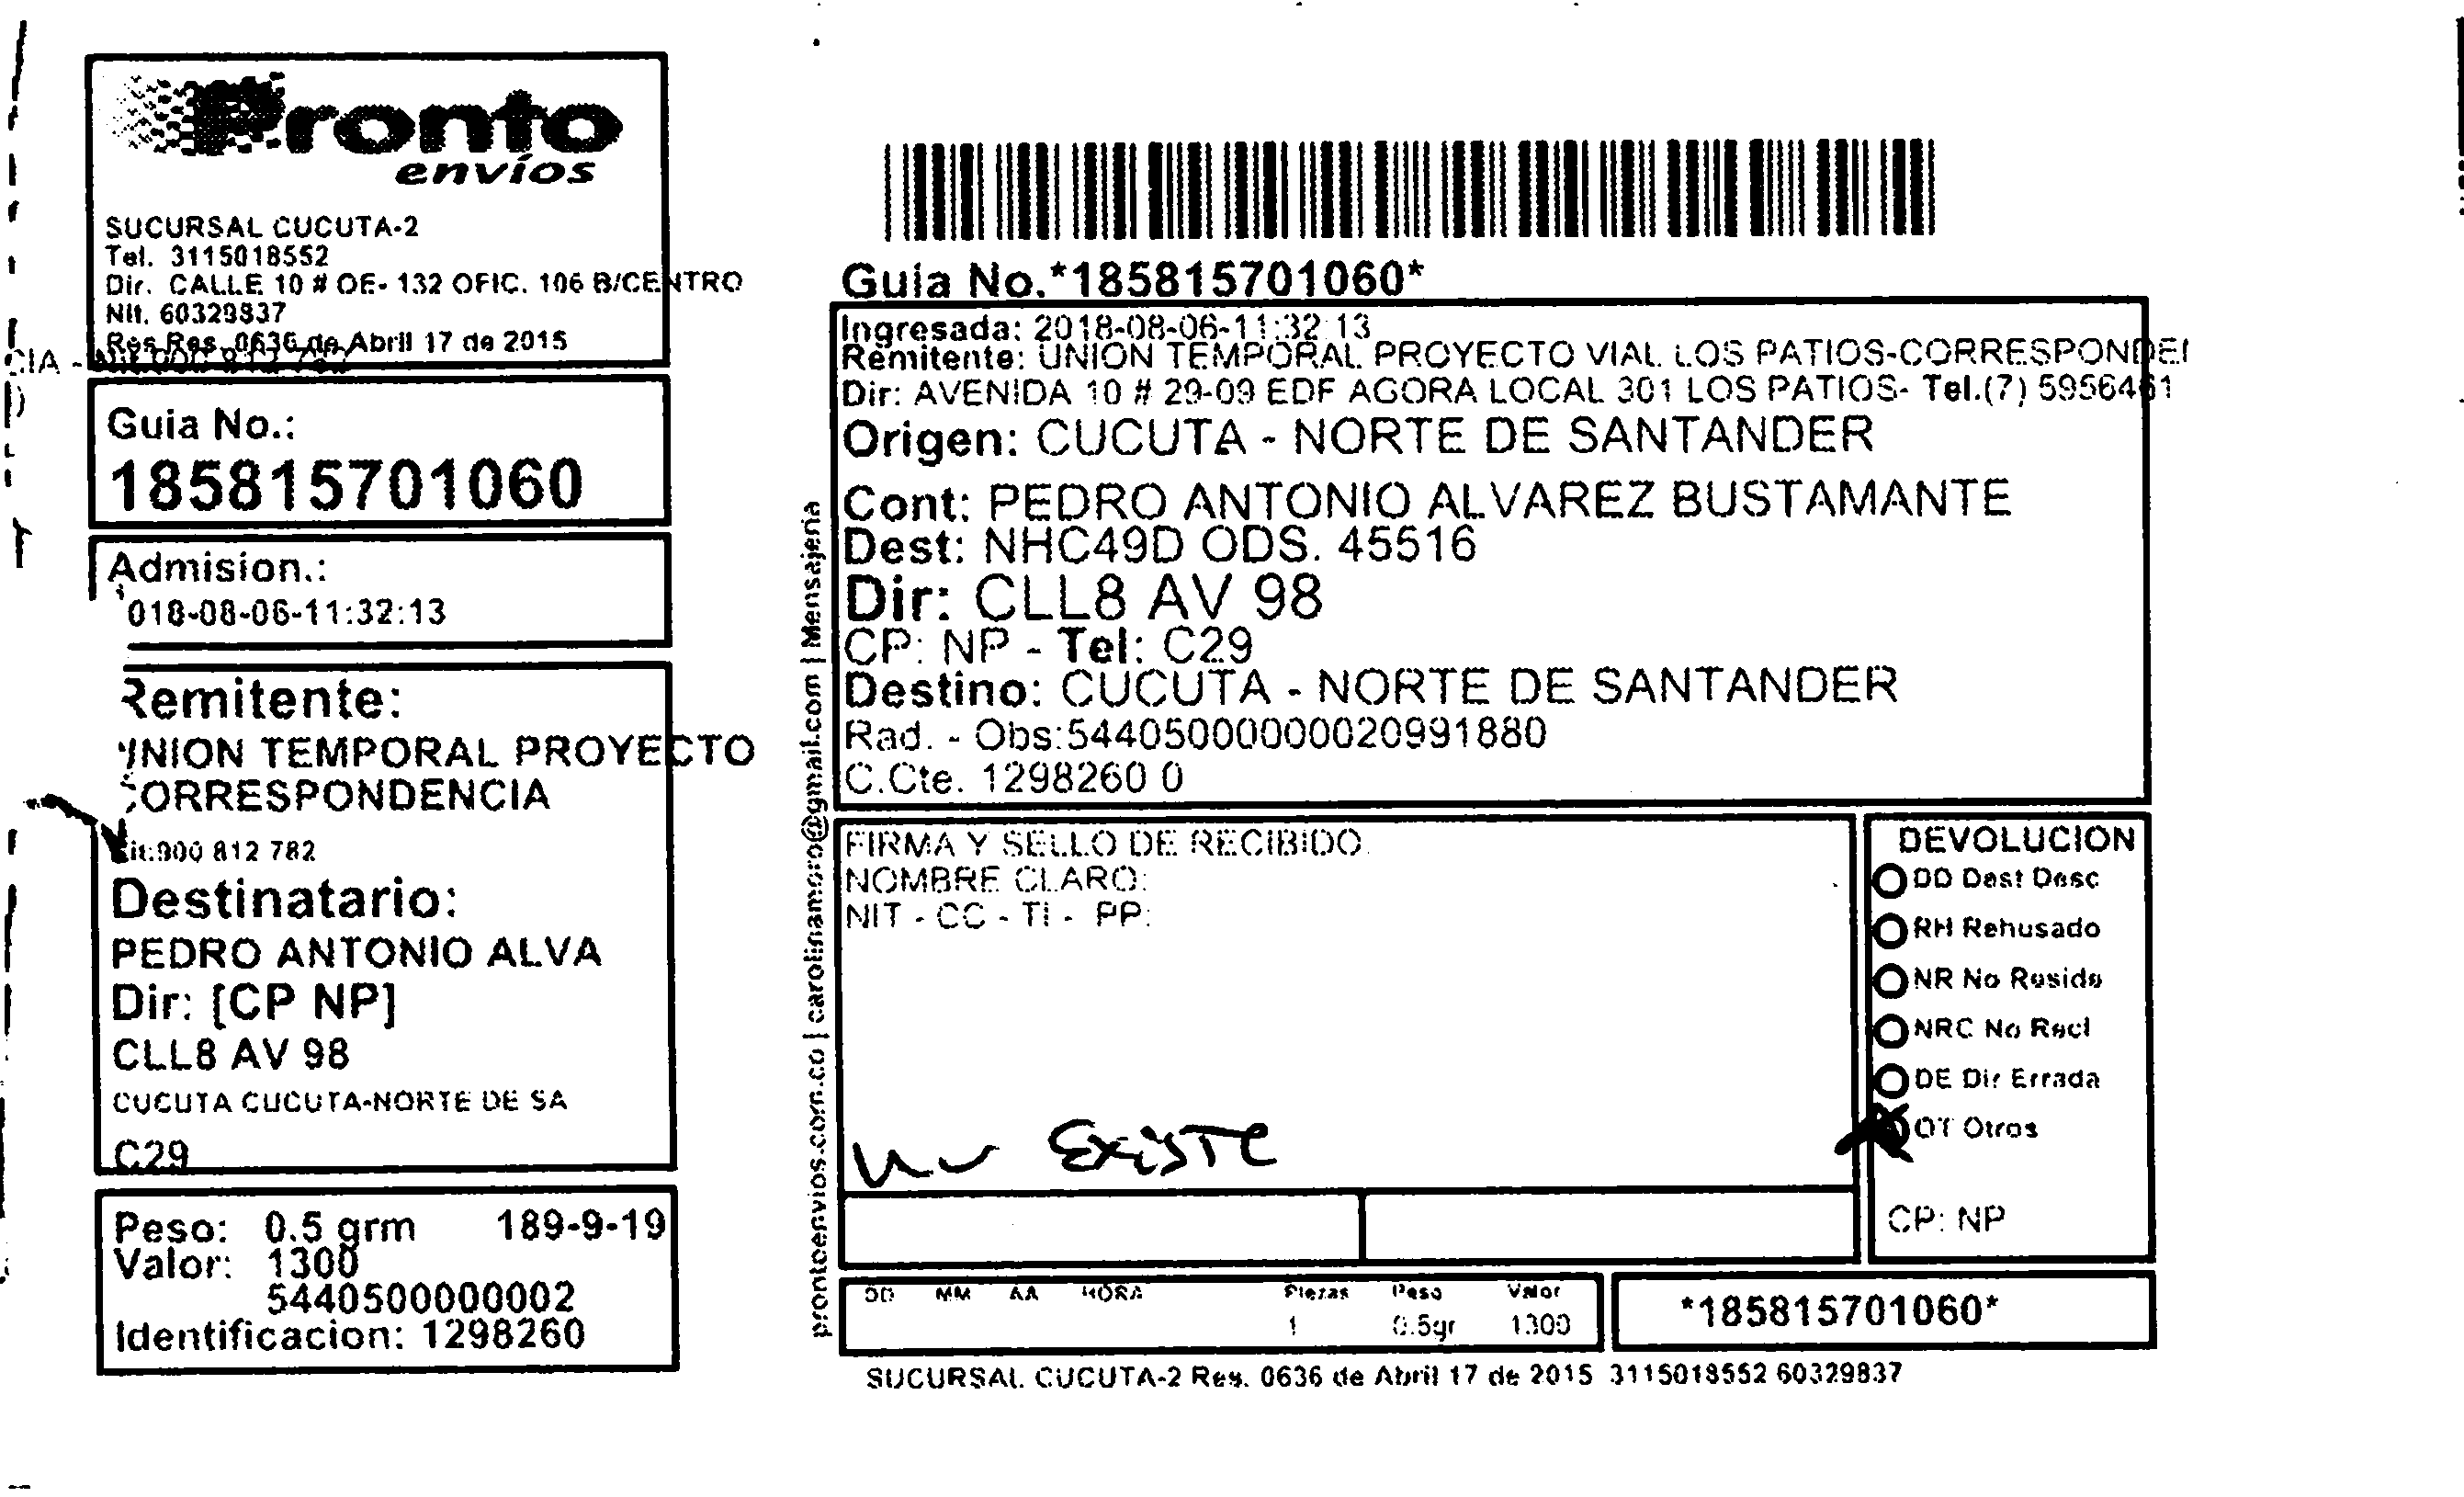 Pronto
envíos
SUCURSAL CUCUTA-2
Tel. 3115018552
Dir. CALLE 10 # OE- 132 OFIC. 106 B/CENTRO
Nit. 60329837
Res Res. 0636 de Abril 17 de 2015
CIA -
Guia No.:
185815701060
Admision.:
018-08-06-11:32:13
Remitente:
UNION TEMPORAL PROYECTO
CORRESPONDENCIA
Nit:900 812 782
Destinatario:
PEDRO ANTONIO ALVA
Dir: [CP NP]
CLL8 AV 98
CUCUTA CUCUTA-NORTE DE SA
C29
Peso: 0.5 grm 189-9-19
Valor: 1300
5440500000002
Identificacion: 1298260
prontoenvios.com.co | carolinamoro@gmail.com | Mensajeria
Guia No.*185815701060*
Ingresada: 2018-08-06-11:32:13
Remitente: UNION TEMPORAL PROYECTO VIAL LOS PATIOS-CORRESPONDEI
Dir: AVENIDA 10 # 29-09 EDF AGORA LOCAL 301 LOS PATIOS- Tel.(7) 5956461
Origen: CUCUTA - NORTE DE SANTANDER
Cont: PEDRO ANTONIO ALVAREZ BUSTAMANTE
Dest: NHC49D ODS. 45516
Dir: CLL8 AV 98
CP: NP - Tel: C29
Destino: CUCUTA - NORTE DE SANTANDER
Rad. - Obs:544050000000020991880
C.Cte. 1298260 0
FIRMA Y SELLO DE RECIBIDO
NOMBRE CLARO:
NIT - CC - TI - PP:
No EXiSTE
DEVOLUCION
DD Dest Desc
RH Rehusado
NR No Reside
NRC No Recl
DE Dir Errada
OT Otros
CP: NP
DD MM AA HORA Piezas Peso Valor
1 0.5gr 1300
*185815701060*
SUCURSAL CUCUTA-2 Res. 0636 de Abril 17 de 2015 3115018552 60329837